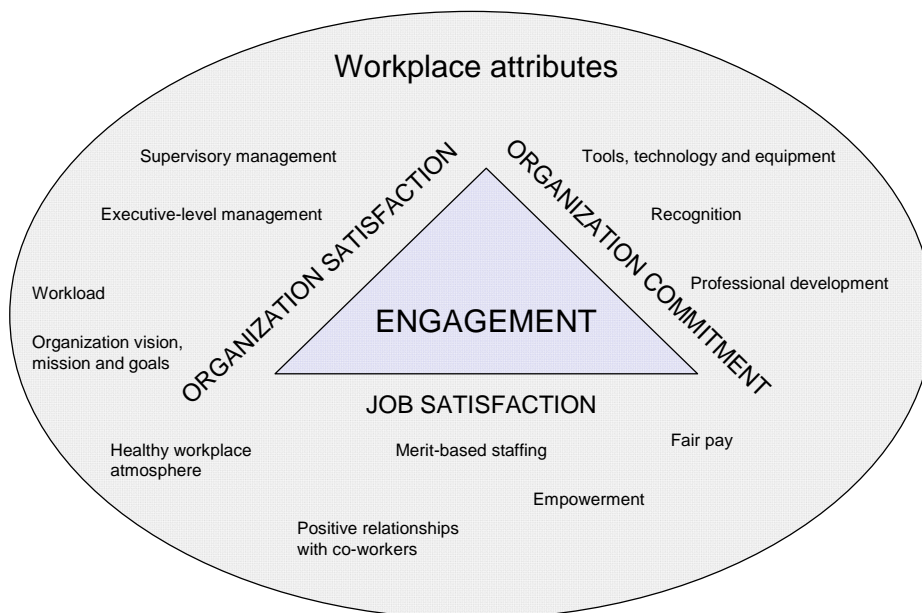 Workplace attributes
Supervisory management
Tools, technology and equipment
Executive-level management
Recognition
ORGANIZATION SATISFACTION
ORGANIZATION COMMITMENT
Professional development
Workload
ENGAGEMENT
Organization vision,
mission and goals
JOB SATISFACTION
Healthy workplace
atmosphere
Merit-based staffing
Fair pay
Empowerment
Positive relationships
with co-workers